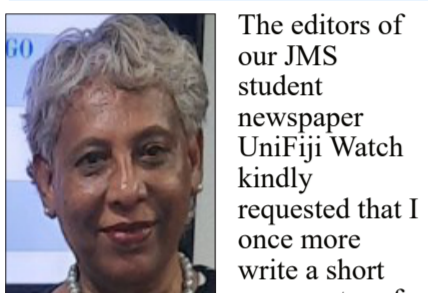 GO
The editors of
our JMS
student
newspaper
UniFiji Watch
kindly
requested that I
once more
write a short